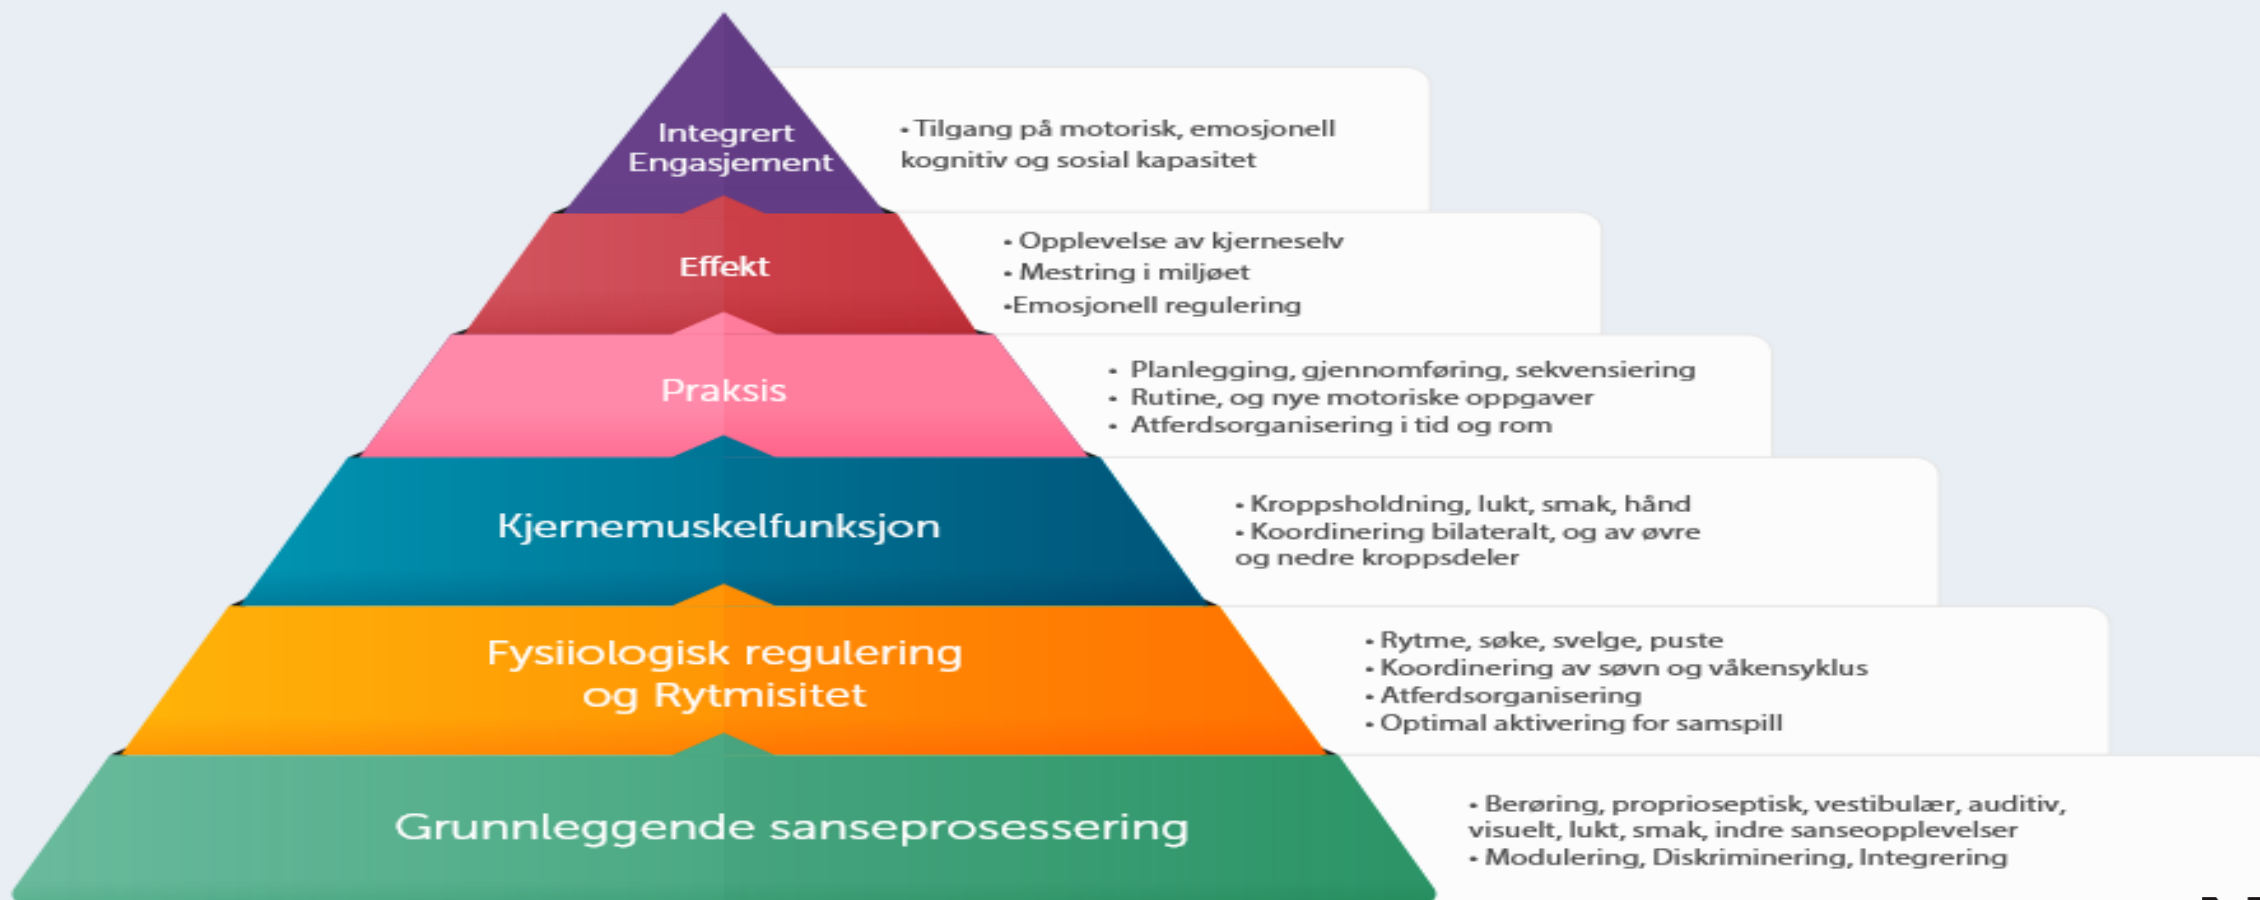 Integrert
Engasjement
• Tilgang på motorisk, emosjonell
kognitiv og sosial kapasitet
Effekt
• Opplevelse av kjerneselv
• Mestring i miljøet
•Emosjonell regulering
Praksis
• Planlegging, gjennomføring, sekvensiering
• Rutine, og nye motoriske oppgaver
• Atferdsorganisering i tid og rom
Kjernemuskelfunksjon
• Kroppsholdning, lukt, smak, hånd
• Koordinering bilateralt, og av øvre
og nedre kroppsdeler
Fysiiologisk regulering
og Rytmisitet
• Rytme, søke, svelge, puste
• Koordinering av søvn og våkensyklus
• Atferdsorganisering
• Optimal aktivering for samspill
Grunnleggende sanseprosessering
• Berøring, proprioseptisk, vestibulær, auditiv,
visuelt, lukt, smak, indre sanseopplevelser
• Modulering, Diskriminering, Integrering